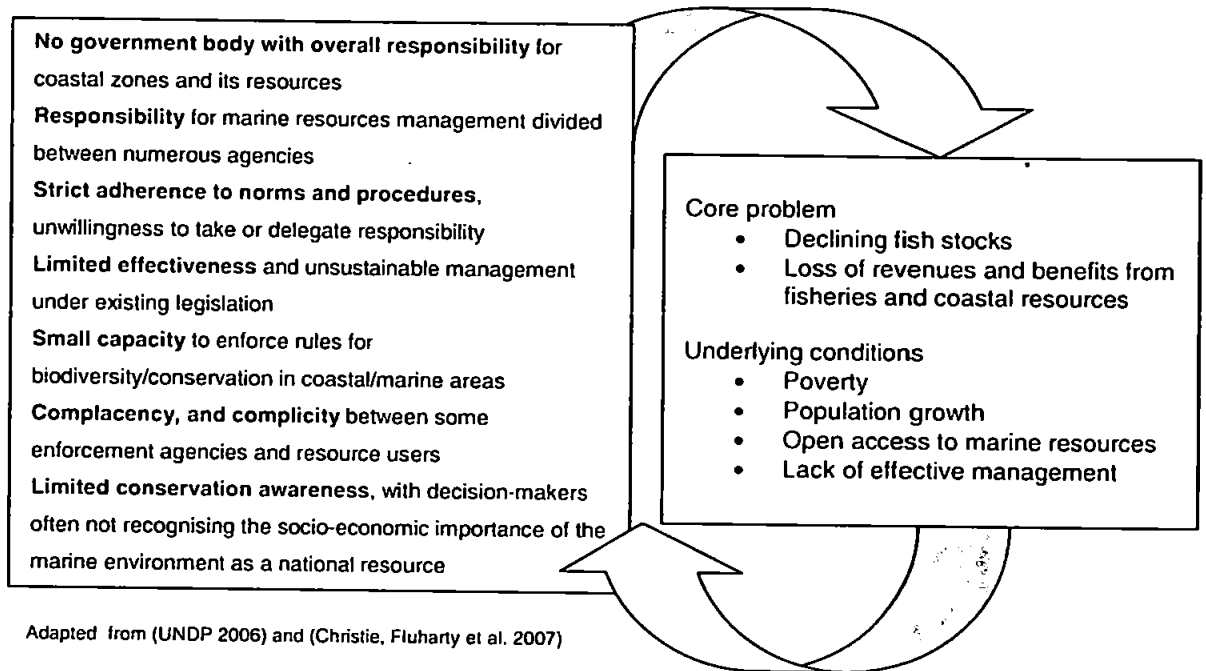 No government body with overall responsibility for
coastal zones and its resources
Responsibility for marine resources management divided
between numerous agencies
Strict adherence to norms and procedures,
unwillingness to take or delegate responsibility
Limited effectiveness and unsustainable management
under existing legislation
Small capacity to enforce rules for
biodiversity/conservation in coastal/marine areas
Complacency, and complicity between some
enforcement agencies and resource users
Limited conservation awareness, with decision-makers
often not recognising the socio-economic importance of the
marine environment as a national resource
Core problem
• Declining fish stocks
• Loss of revenues and benefits from
fisheries and coastal resources
Underlying conditions
• Poverty
• Population growth
• Open access to marine resources
• Lack of effective management
Adapted from (UNDP 2006) and (Christie, Fluharty et al. 2007)